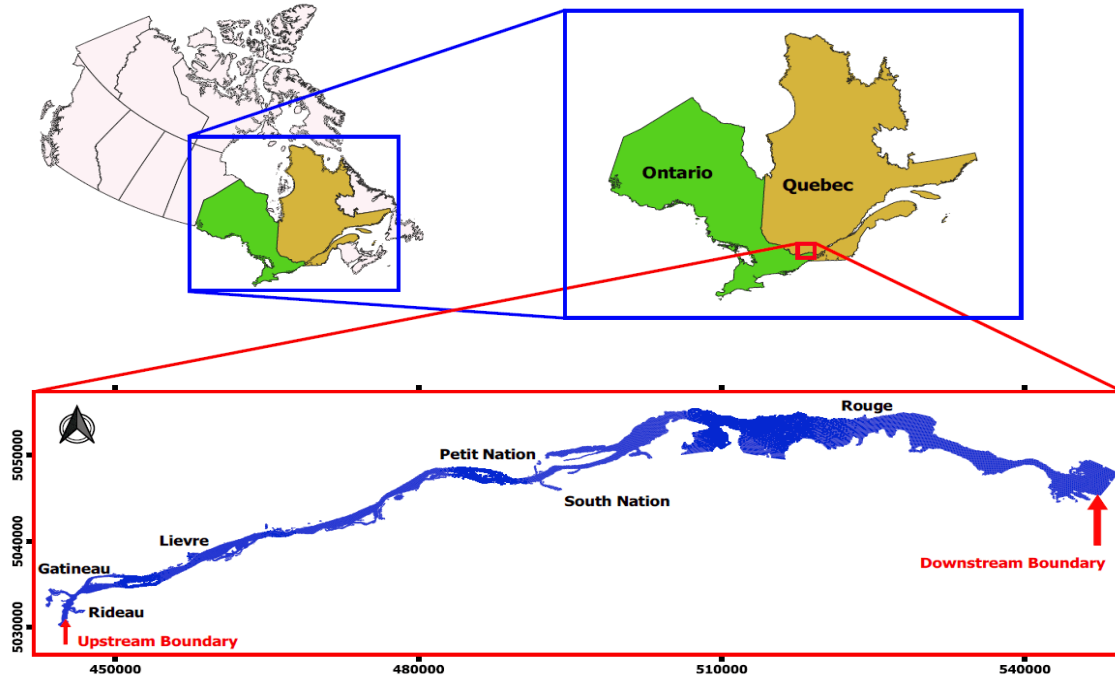 Ontario
Quebec
Rouge
Petit Nation
South Nation
Lievre
Gatineau
Rideau
Upstream Boundary
Downstream Boundary
5050000
5040000
5030000
450000
480000
510000
540000